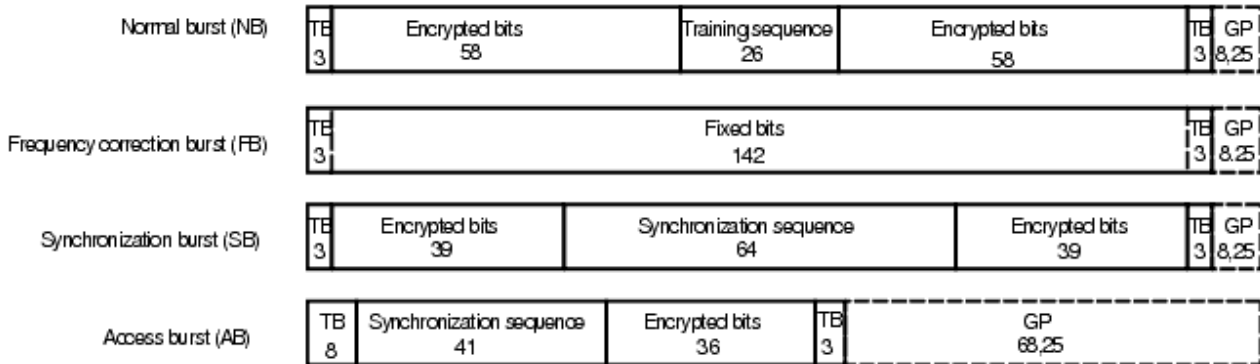 Normal burst (NB)
TB Encrypted bits Training sequence Encrypted bits TB GP
3 58 26 58 3 8,25
Frequency correction burst (FB)
TB Fixed bits TB GP
3 142 3 8.25
Synchronization burst (SB)
TB Encrypted bits Synchronization sequence Encrypted bits TB GP
3 39 64 39 3 8,25
Access burst (AB)
TB Synchronization sequence Encrypted bits TB GP
8 41 36 3 68,25